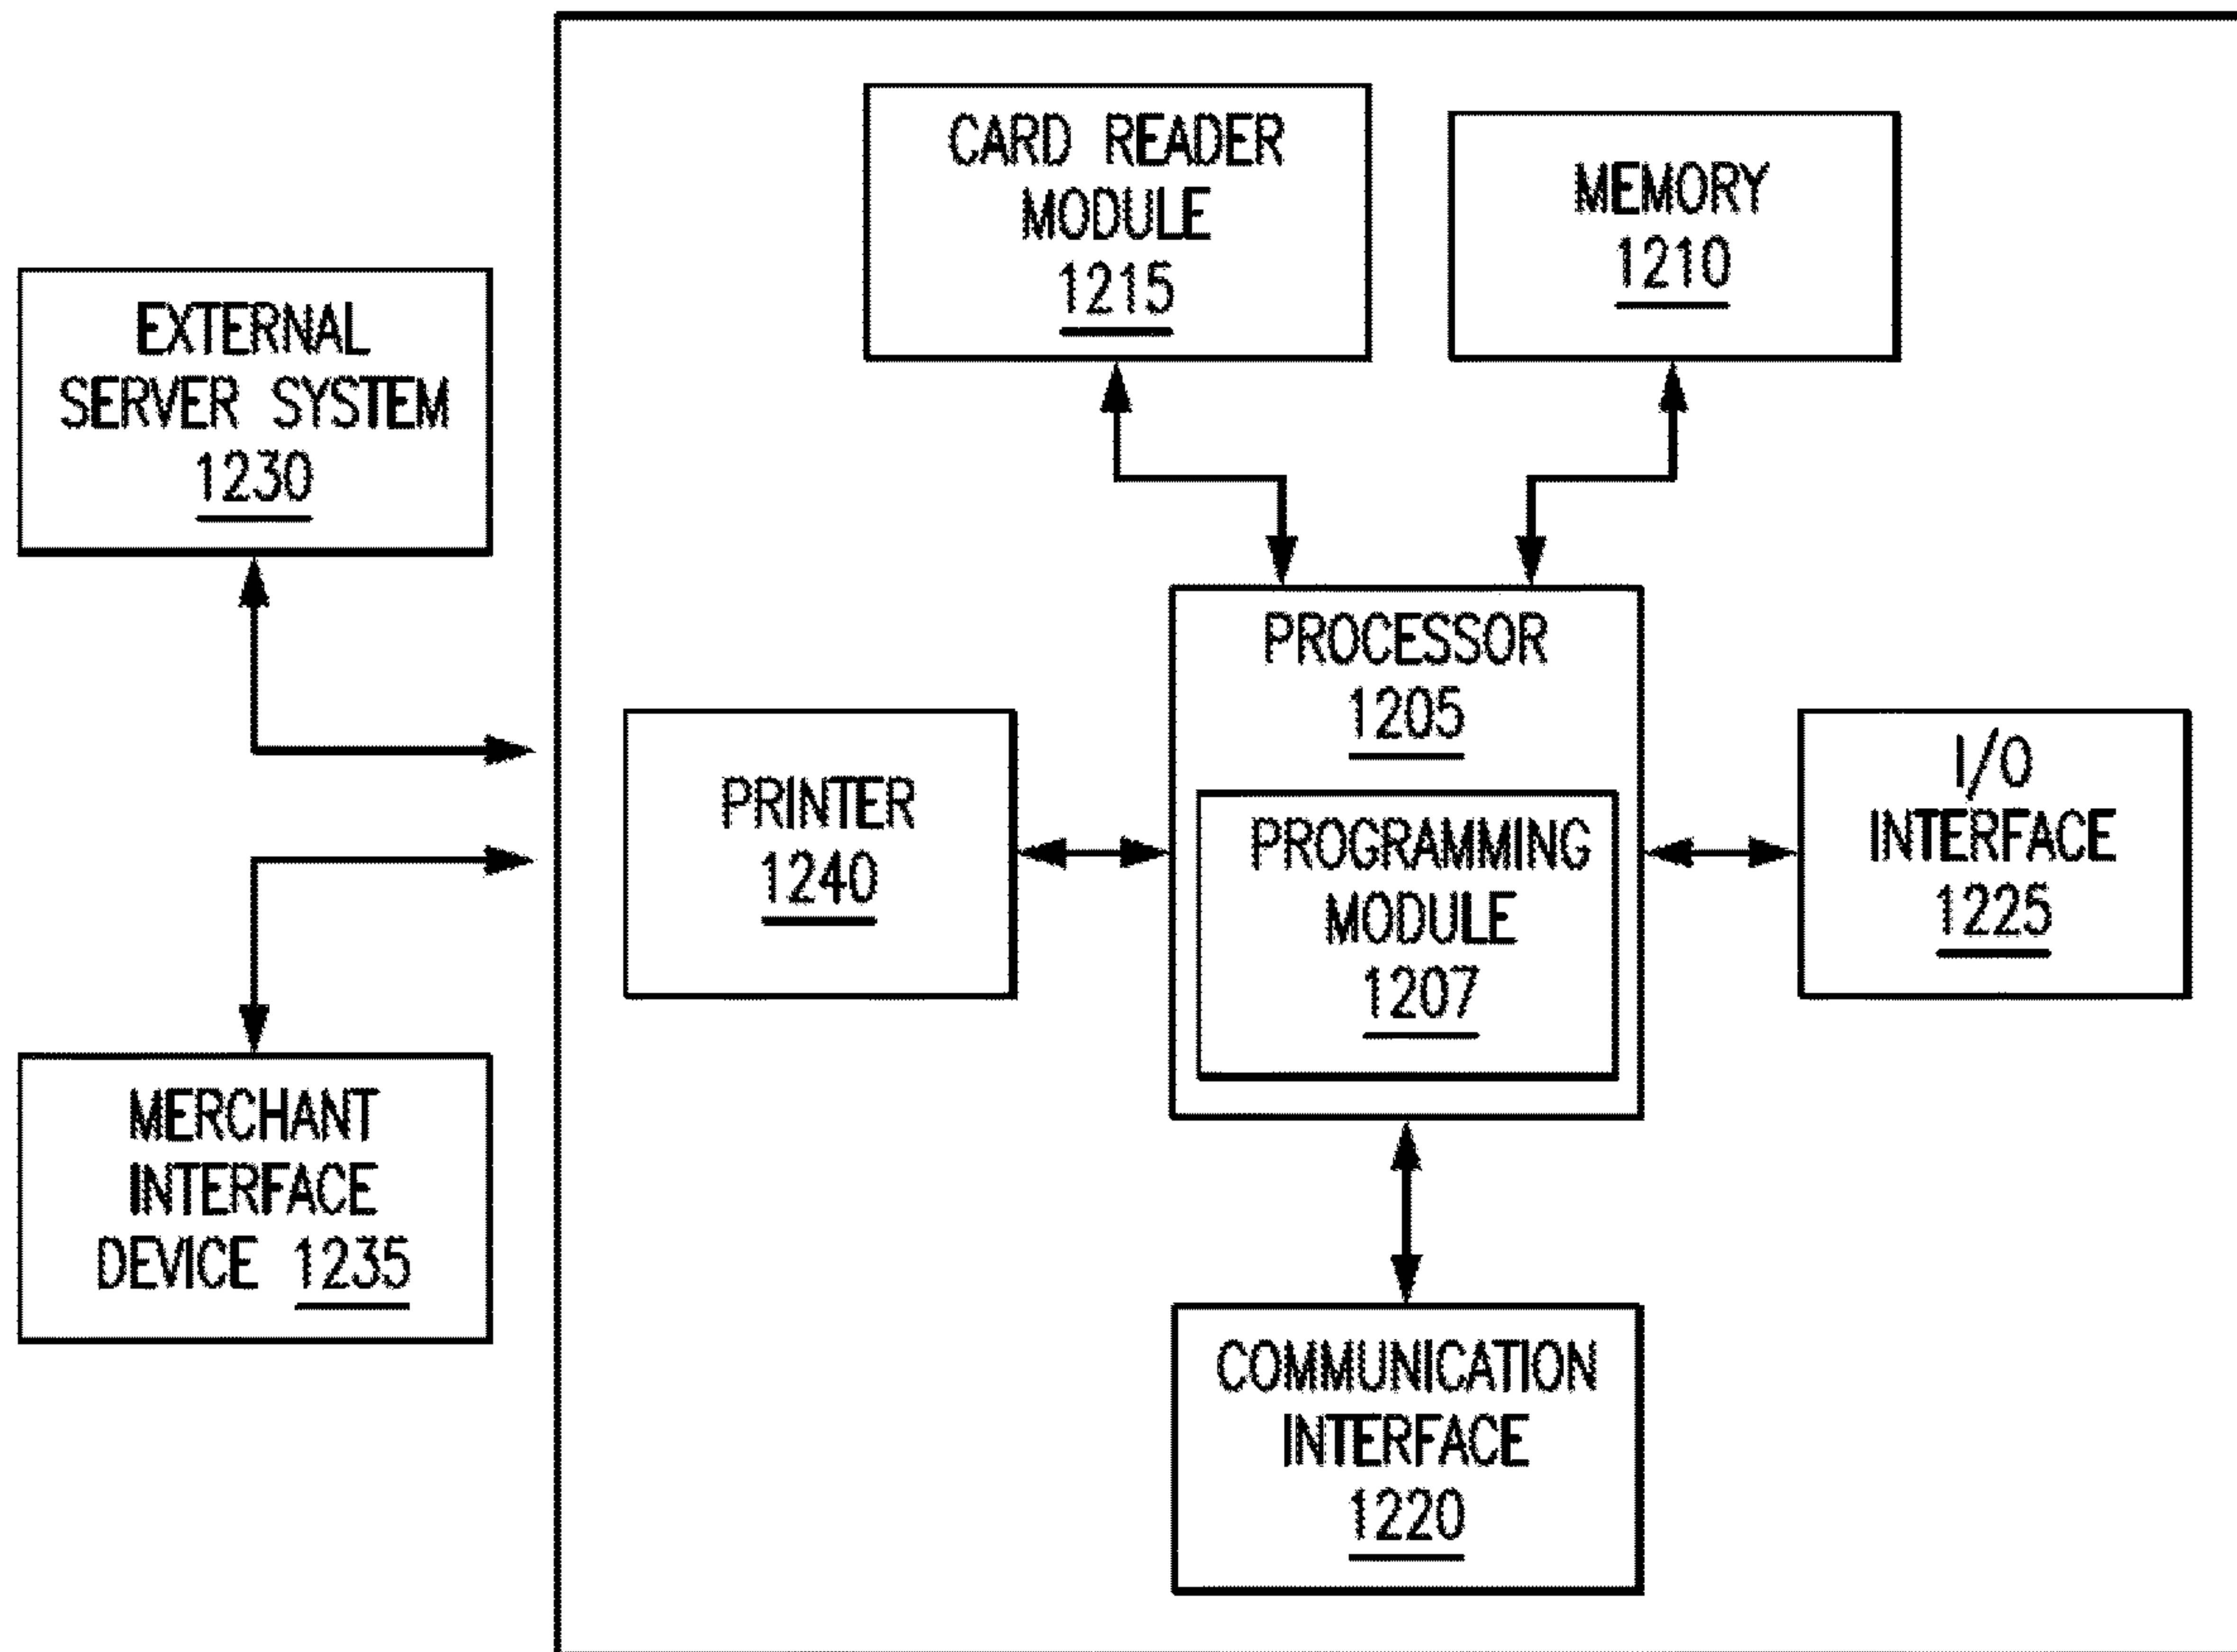 EXTERNAL
SERVER SYSTEM
1230
MERCHANT
INTERFACE
DEVICE 1235
CARD READER
MODULE
1215
MEMORY
1210
PROCESSOR
1205
PROGRAMMING
MODULE
1207
PRINTER
1240
I/O
INTERFACE
1225
COMMUNICATION
INTERFACE
1220